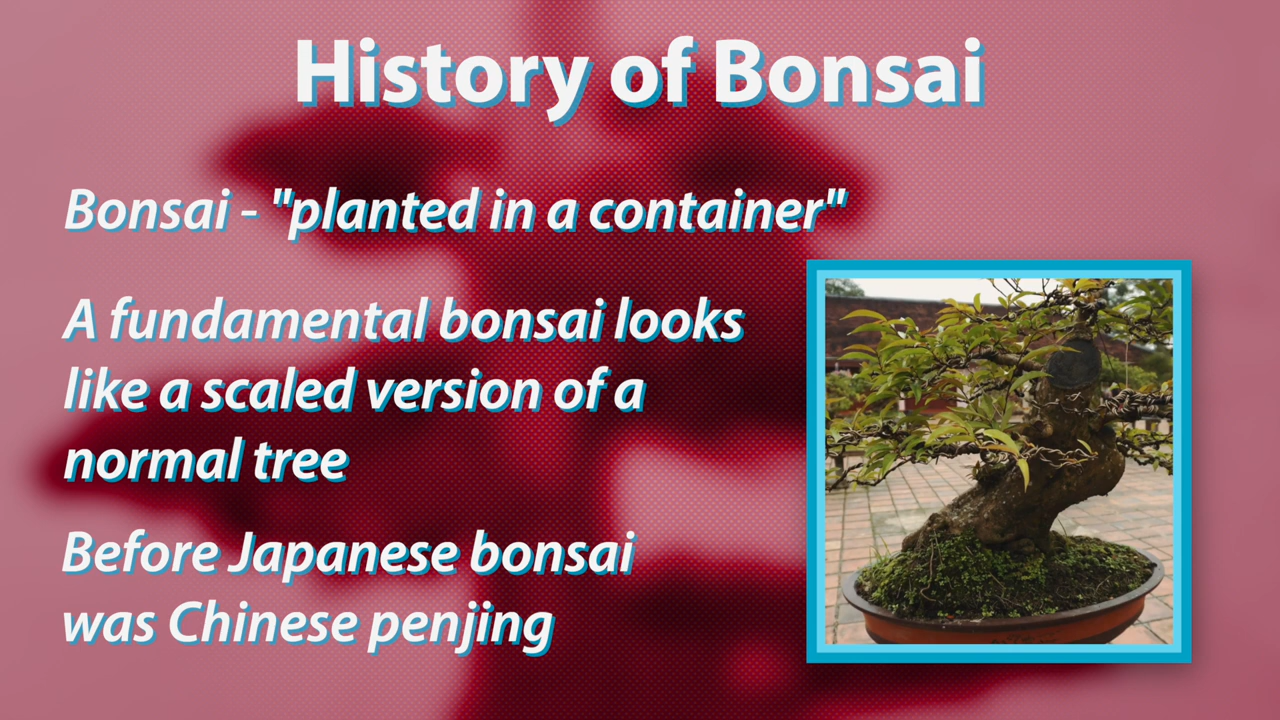 History of Bonsai
Bonsai - "planted in a container"
A fundamental bonsai looks
like a scaled version of a
normal tree
Before Japanese bonsai
was Chinese penjing